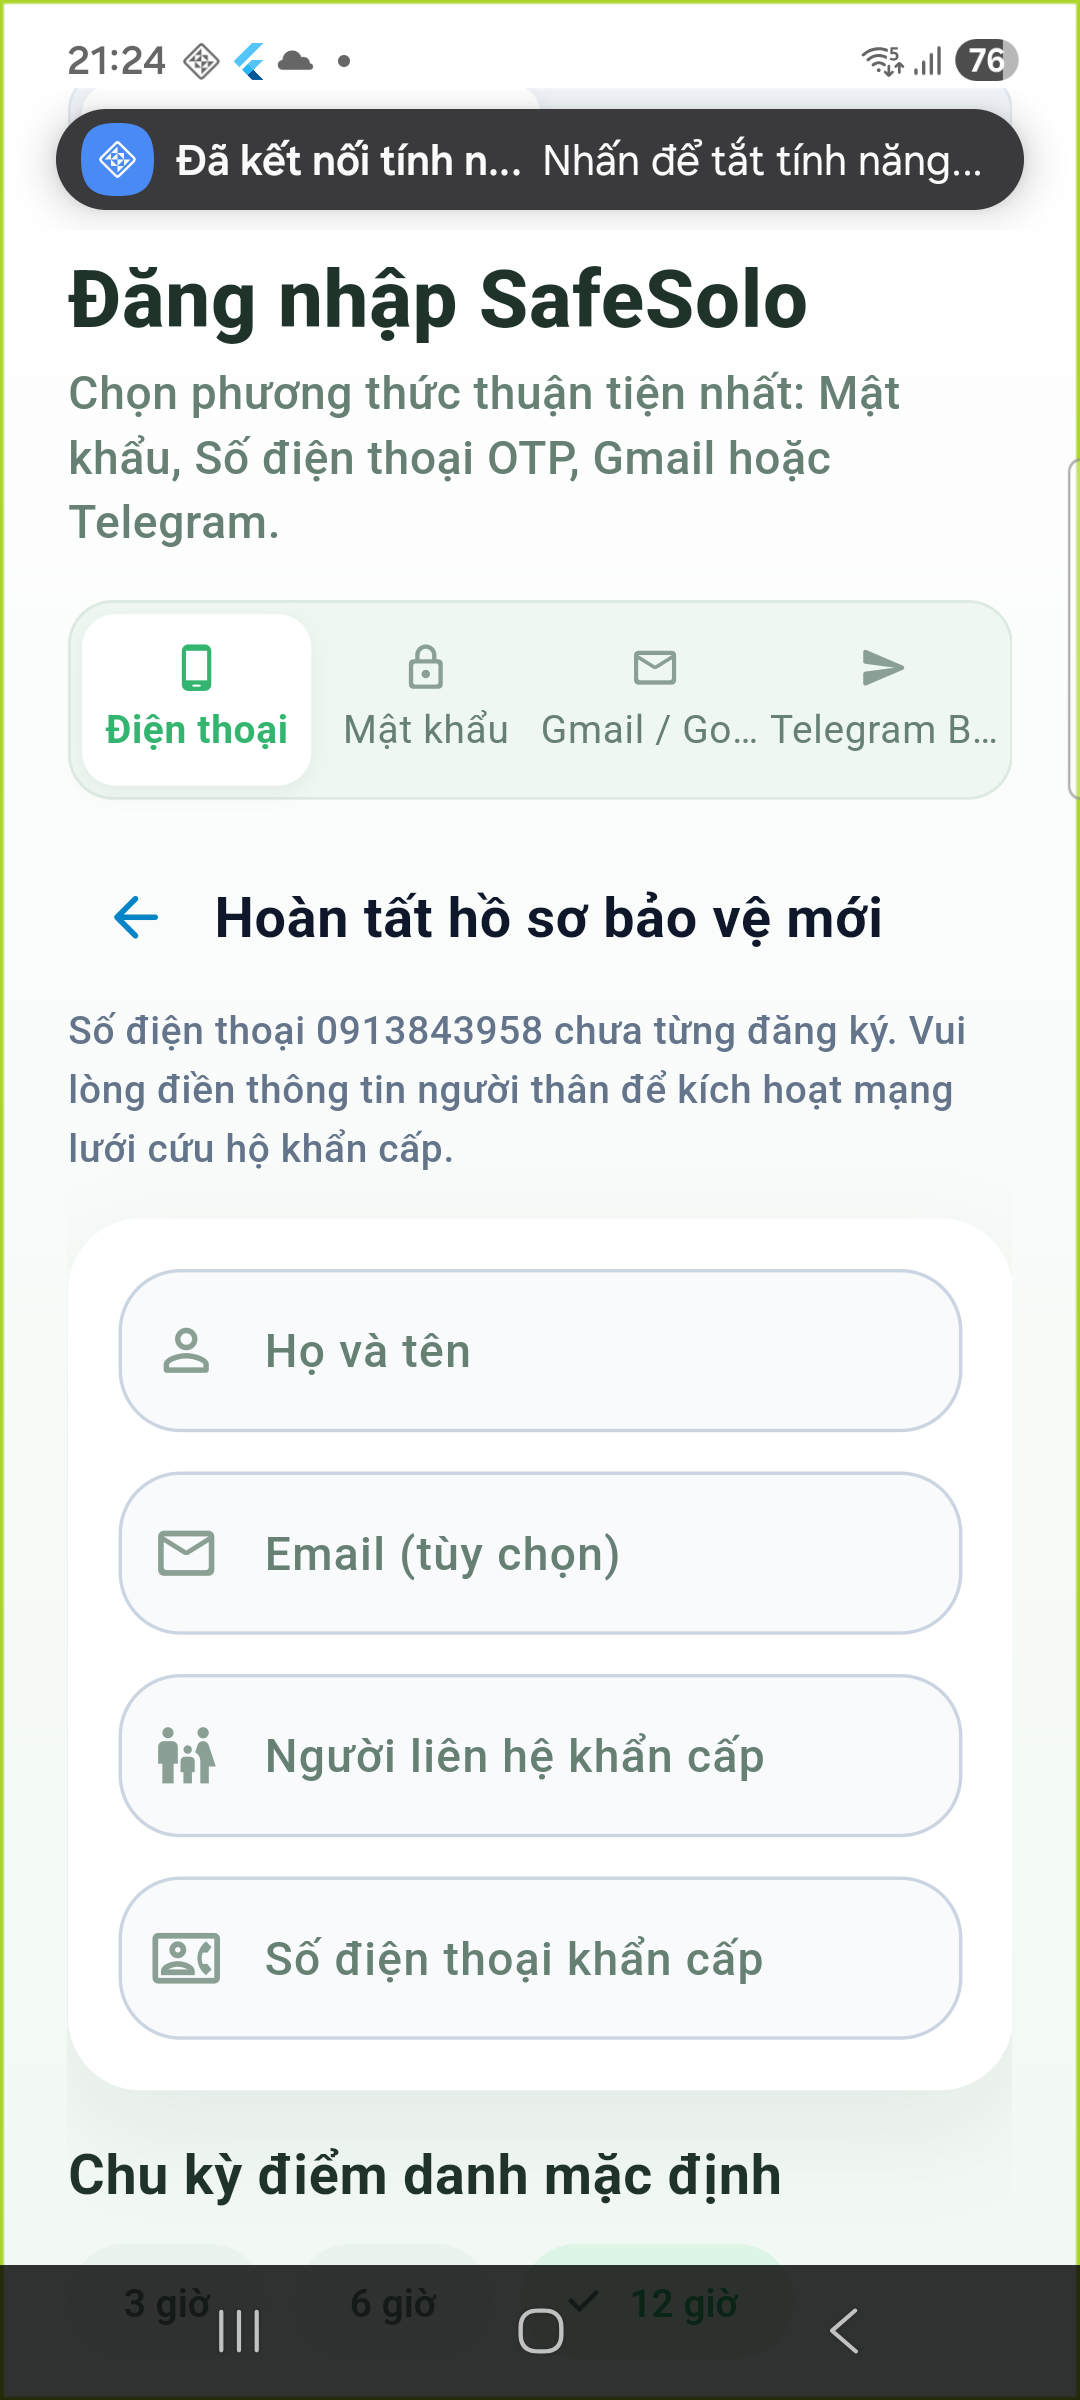 21:24
5
76
Đã kết nối tính n... Nhấn để tắt tính năng...
Đăng nhập SafeSolo
Chọn phương thức thuận tiện nhất: Mật
khẩu, Số điện thoại OTP, Gmail hoặc
Telegram.
Điện thoại
Mật khẩu
Gmail / Go...
Telegram B...
Hoàn tất hồ sơ bảo vệ mới
Số điện thoại 0913843958 chưa từng đăng ký. Vui
lòng điền thông tin người thân để kích hoạt mạng
lưới cứu hộ khẩn cấp.
Họ và tên
Email (tùy chọn)
Người liên hệ khẩn cấp
Số điện thoại khẩn cấp
Chu kỳ điểm danh mặc định
3 giờ
6 giờ
12 giờ